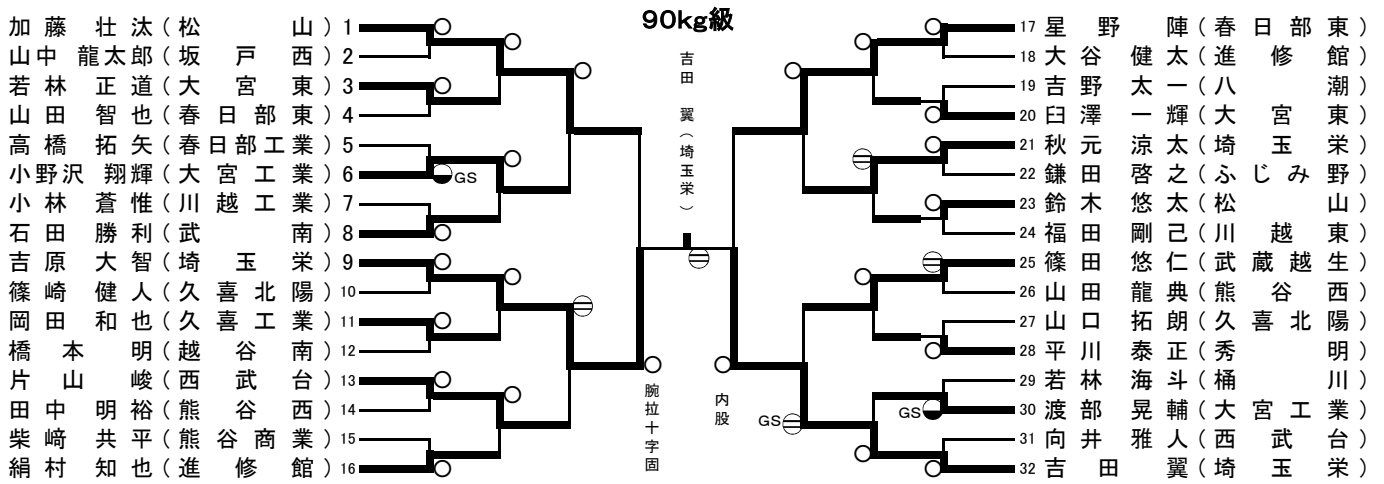 90kg級
加藤 壮汰(松山) 1
山中 龍太郎(坂戸西) 2
若林 正道(大宮東) 3
山田 智也(春日部東) 4
高橋 拓矢(春日部工業) 5
小野沢 翔輝(大宮工業) 6
GS
小林 蒼惟(川越工業) 7
石田 勝利(武南) 8
吉原 大智(埼玉栄) 9
篠崎 健人(久喜北陽) 10
岡田 和也(久喜工業) 11
橋本 明(越谷南) 12
片山 峻(西武台) 13
田中 明裕(熊谷西) 14
柴﨑 共平(熊谷商業) 15
絹村 知也(進修館) 16
吉田 翼(埼玉栄)
腕拉十字固
内股
17 星野 陣(春日部東)
18 大谷 健太(進修館)
19 吉野 太一(八潮)
20 臼澤 一輝(大宮東)
21 秋元 涼太(埼玉栄)
22 鎌田 啓之(ふじみ野)
23 鈴木 悠太(松山)
24 福田 剛己(川越東)
25 篠田 悠仁(武蔵越生)
26 山田 龍典(熊谷西)
27 山口 拓朗(久喜北陽)
28 平川 泰正(秀明)
29 若林 海斗(桶川)
GS
30 渡部 晃輔(大宮工業)
GS
31 向井 雅人(西武台)
32 吉田 翼(埼玉栄)